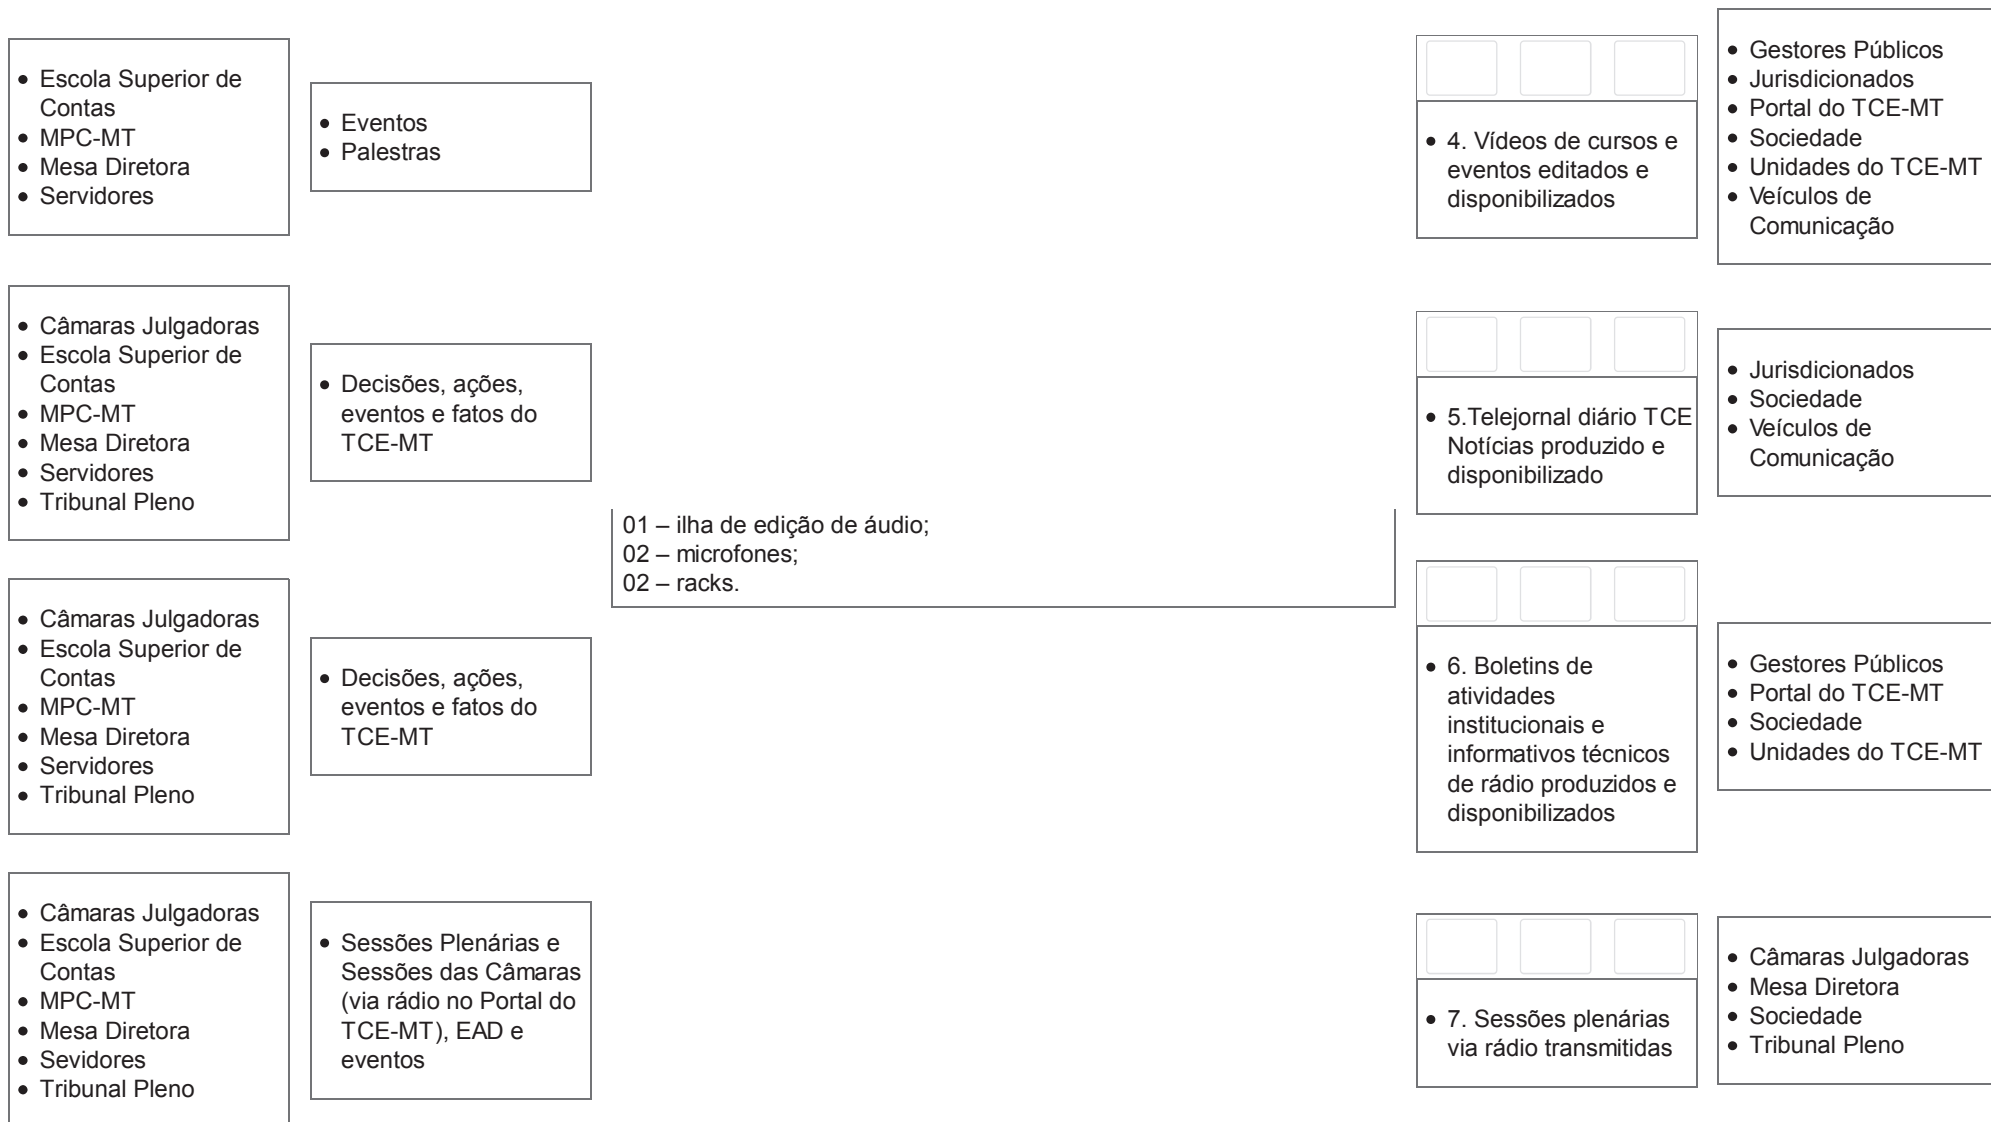 • Escola Superior de
Contas
• MPC-MT
• Mesa Diretora
• Servidores
• Eventos
• Palestras
• 4. Vídeos de cursos e
eventos editados e
disponibilizados
• Gestores Públicos
• Jurisdicionados
• Portal do TCE-MT
• Sociedade
• Unidades do TCE-MT
• Veículos de
Comunicação
• Câmaras Julgadoras
• Escola Superior de
Contas
• MPC-MT
• Mesa Diretora
• Servidores
• Tribunal Pleno
• Decisões, ações,
eventos e fatos do
TCE-MT
• 5.Telejornal diário TCE
Notícias produzido e
disponibilizado
• Jurisdicionados
• Sociedade
• Veículos de
Comunicação
01 – ilha de edição de áudio;
02 – microfones;
02 – racks.
• Câmaras Julgadoras
• Escola Superior de
Contas
• MPC-MT
• Mesa Diretora
• Servidores
• Tribunal Pleno
• Decisões, ações,
eventos e fatos do
TCE-MT
• 6. Boletins de
atividades
institucionais e
informativos técnicos
de rádio produzidos e
disponibilizados
• Gestores Públicos
• Portal do TCE-MT
• Sociedade
• Unidades do TCE-MT
• Câmaras Julgadoras
• Escola Superior de
Contas
• MPC-MT
• Mesa Diretora
• Sevidores
• Tribunal Pleno
• Sessões Plenárias e
Sessões das Câmaras
(via rádio no Portal do
TCE-MT), EAD e
eventos
• 7. Sessões plenárias
via rádio transmitidas
• Câmaras Julgadoras
• Mesa Diretora
• Sociedade
• Tribunal Pleno